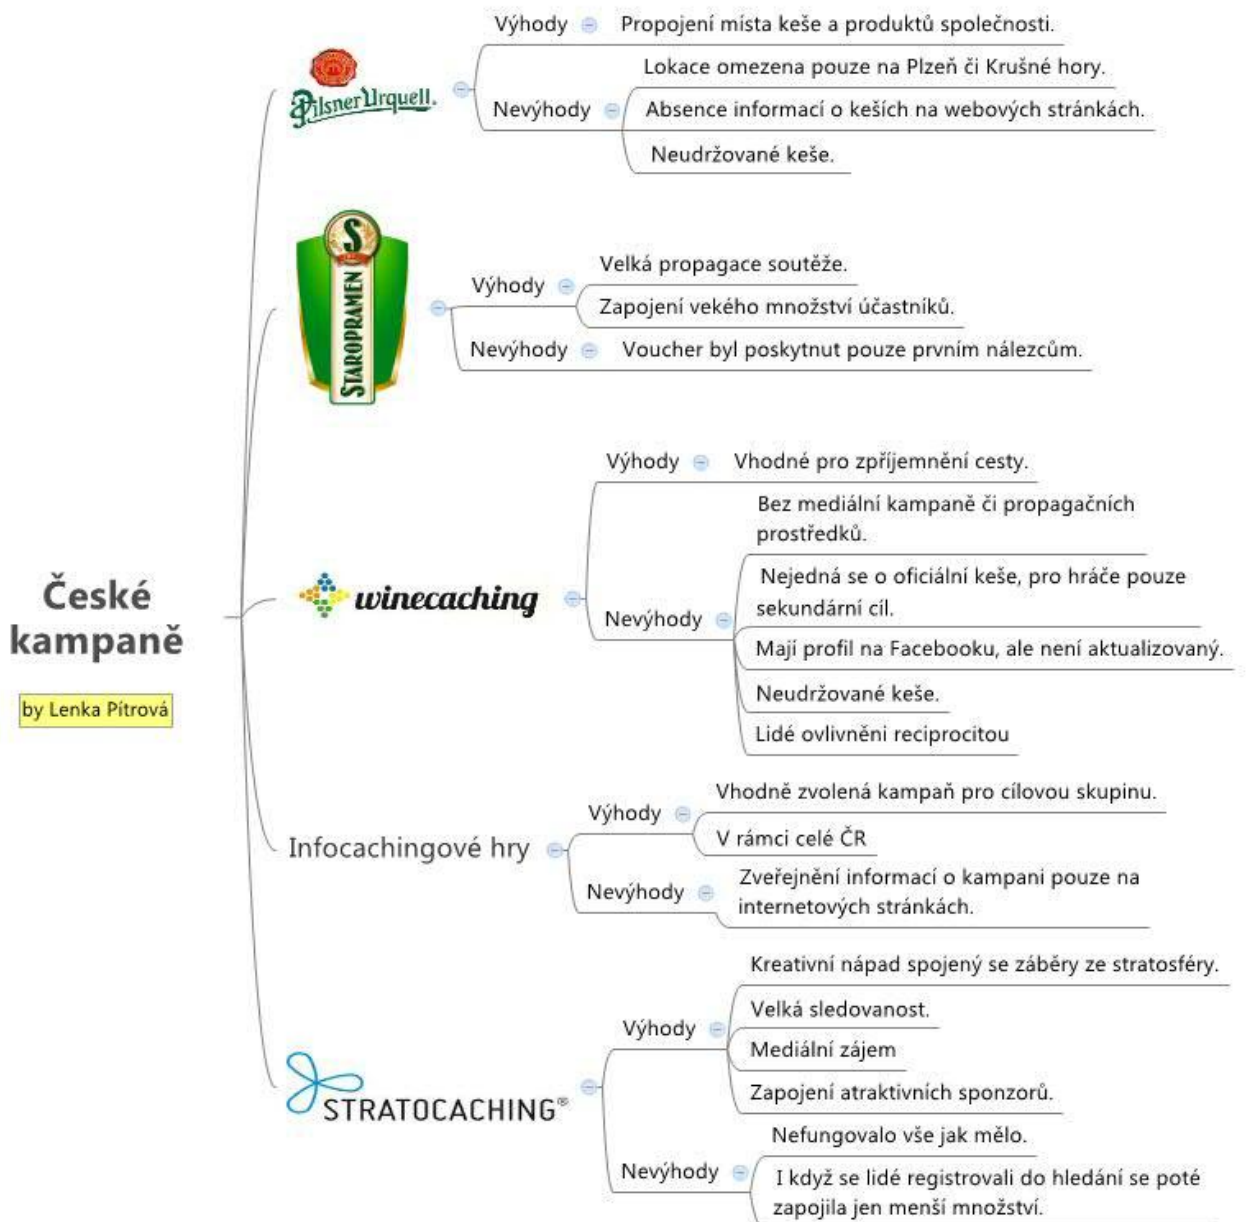 České
kampaně
by Lenka Pítrová
Pilsner Urquell.
Výhody
Propojení místa keše a produktů společnosti.
Nevýhody
Lokace omezena pouze na Plzeň či Krušné hory.
Absence informací o keších na webových stránkách.
Neudržované keše.
S
STAROPRAMEN
Výhody
Velká propagace soutěže.
Zapojení vekého množství účastníků.
Nevýhody
Voucher byl poskytnut pouze prvním nálezcům.
winecaching
Výhody
Vhodné pro zpříjemnění cesty.
Nevýhody
Bez mediální kampaně či propagačních
prostředků.
Nejedná se o oficiální keše, pro hráče pouze
sekundární cíl.
Mají profil na Facebooku, ale není aktualizovaný.
Neudržované keše.
Lidé ovlivněni reciprocitou
Infocachingové hry
Výhody
Vhodně zvolená kampaň pro cílovou skupinu.
V rámci celé ČR
Nevýhody
Zveřejnění informací o kampani pouze na
internetových stránkách.
STRATOCACHING®
Výhody
Kreativní nápad spojený se záběry ze stratosféry.
Velká sledovanost.
Mediální zájem
Zapojení atraktivních sponzorů.
Nevýhody
Nefungovalo vše jak mělo.
I když se lidé registrovali do hledání se poté
zapojila jen menší množství.